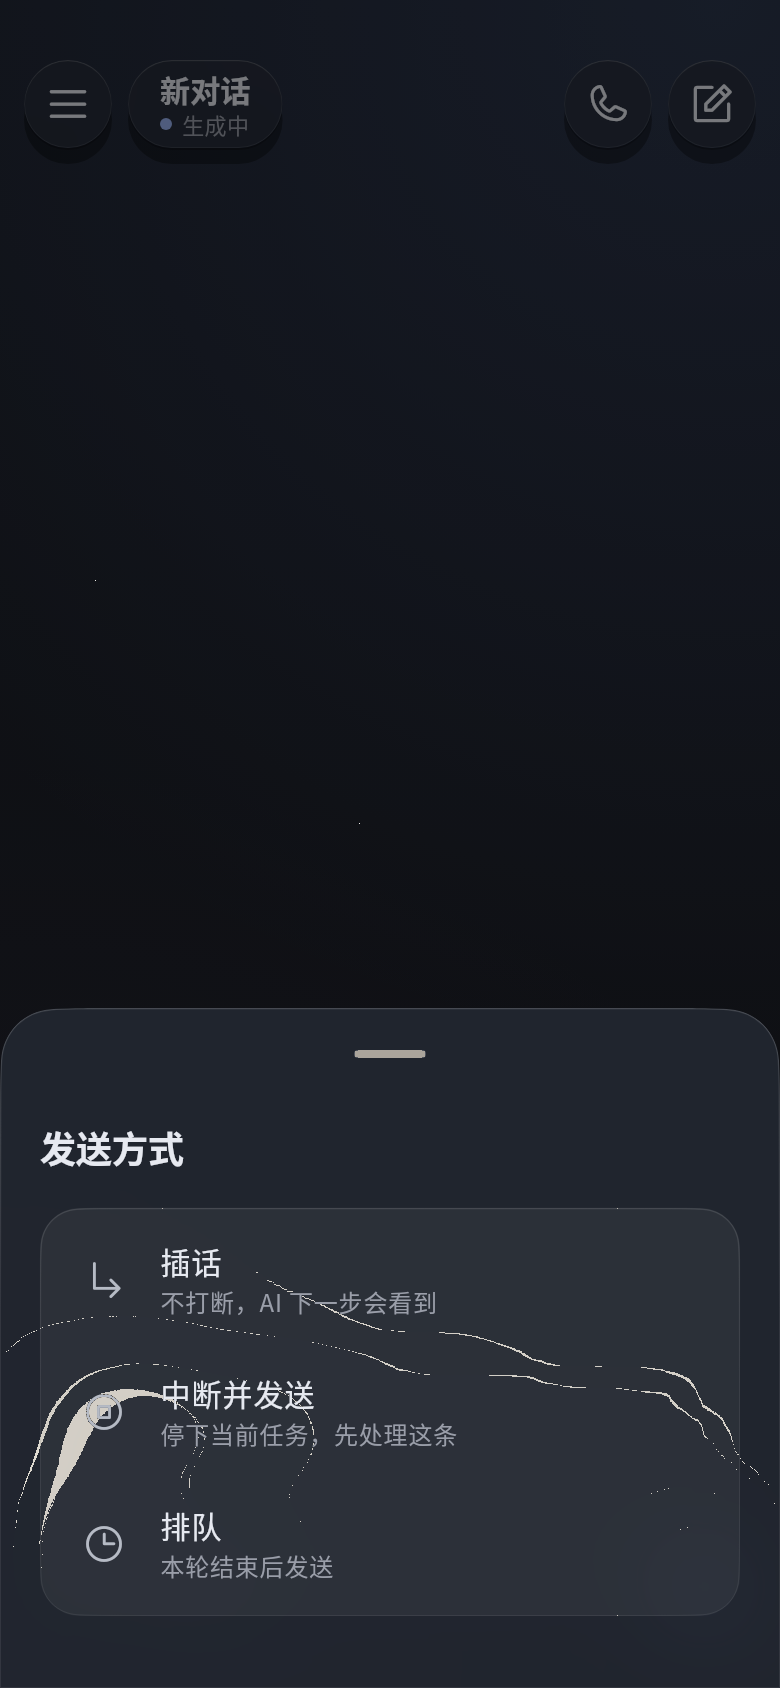 新对话
生成中
发送方式
插话
不打断，AI 下一步会看到
中断并发送
停下当前任务，先处理这条
排队
本轮结束后发送